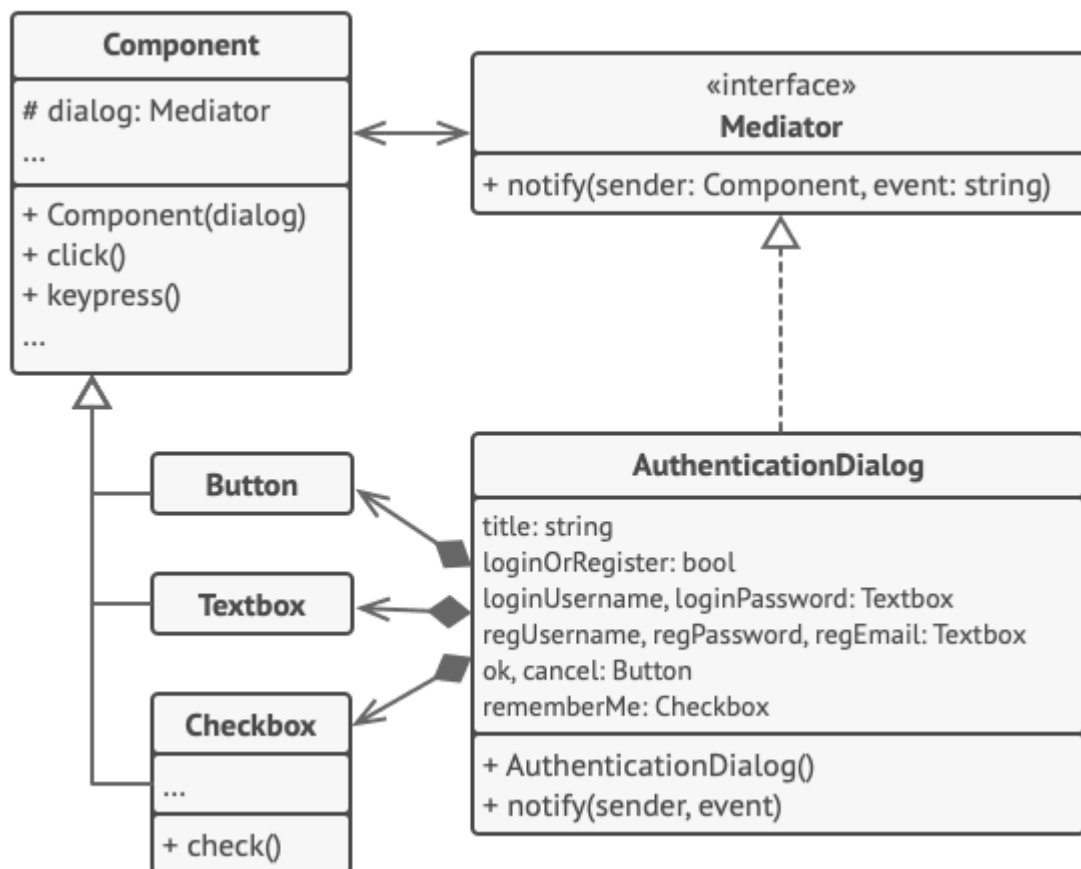 Component
# dialog: Mediator
...
+ Component(dialog)
+ click()
+ keypress()
...
«interface»
Mediator
+ notify(sender: Component, event: string)
Button
Textbox
Checkbox
...
+ check()
AuthenticationDialog
title: string
loginOrRegister: bool
loginUsername, loginPassword: Textbox
regUsername, regPassword, regEmail: Textbox
ok, cancel: Button
rememberMe: Checkbox
+ AuthenticationDialog()
+ notify(sender, event)